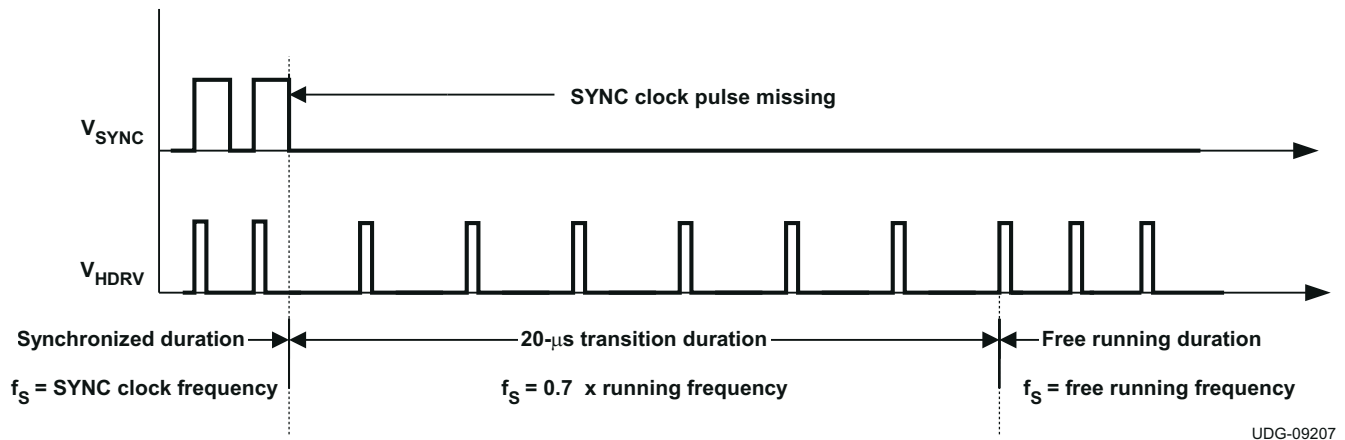 SYNC clock pulse missing
VSYNC
VHDRV
Synchronized duration
20-μs transition duration
Free running duration
fS = SYNC clock frequency
fS = 0.7 x running frequency
fS = free running frequency
UDG-09207